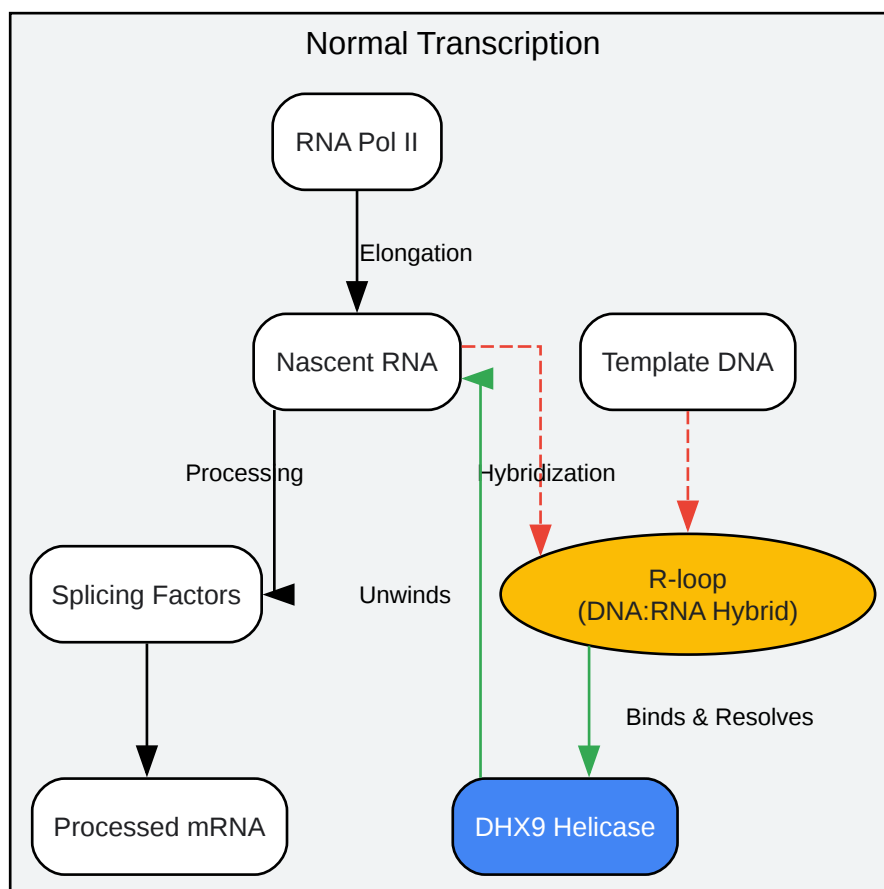 Normal Transcription
RNA Pol II
Elongation
Nascent RNA
Template DNA
Processing
Hybridization
Splicing Factors
Unwinds
R-loop
(DNA:RNA Hybrid)
Binds & Resolves
Processed mRNA
DHX9 Helicase